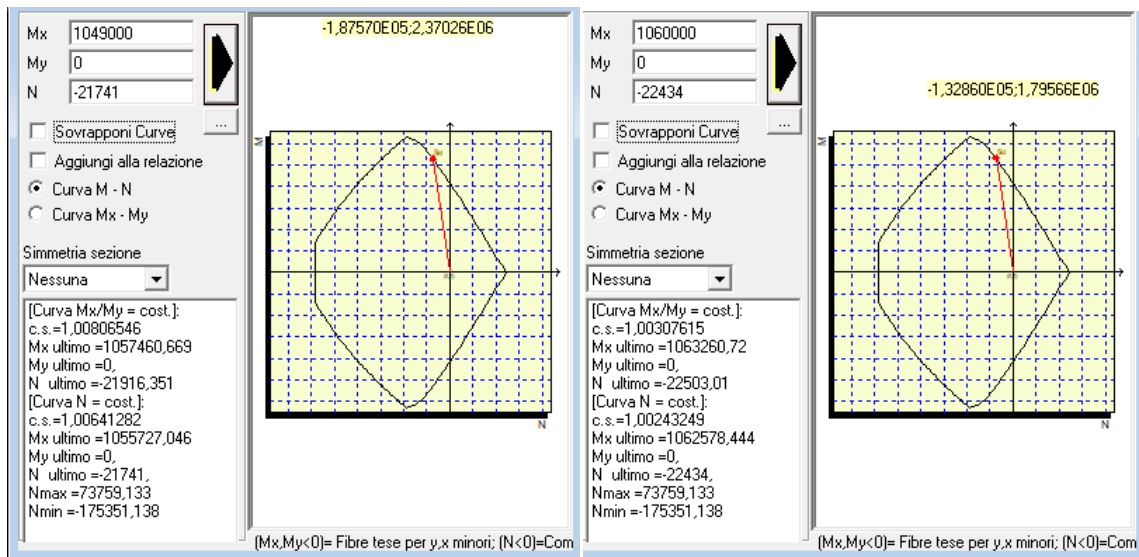 Mx 1049000
My 0
N -21741
...
Sovrapponi Curve
Aggiungi alla relazione
Curva M - N
Curva Mx - My
Simmetria sezione
Nessuna
[Curva Mx/My = cost.]:
c.s.=1,00806546
Mx ultimo =1057460,669
My ultimo =0,
N ultimo =-21916,351
[Curva N = cost.]:
c.s.=1,00641282
Mx ultimo =1055727,046
My ultimo =0,
N ultimo =-21741,
Nmax =73759,133
Nmin =-175351,138
-1,87570E05;2,37026E06
M
N
(Mx,My<0)= Fibre tese per y,x minori; (N<0)=Com
Mx 1060000
My 0
N -22434
...
Sovrapponi Curve
Aggiungi alla relazione
Curva M - N
Curva Mx - My
Simmetria sezione
Nessuna
[Curva Mx/My = cost.]:
c.s.=1,00307615
Mx ultimo =1063260,72
My ultimo =0,
N ultimo =-22503,01
[Curva N = cost.]:
c.s.=1,00243249
Mx ultimo =1062578,444
My ultimo =0,
N ultimo =-22434,
Nmax =73759,133
Nmin =-175351,138
-1,32860E05;1,79566E06
M
N
(Mx,My<0)= Fibre tese per y,x minori; (N<0)=Com